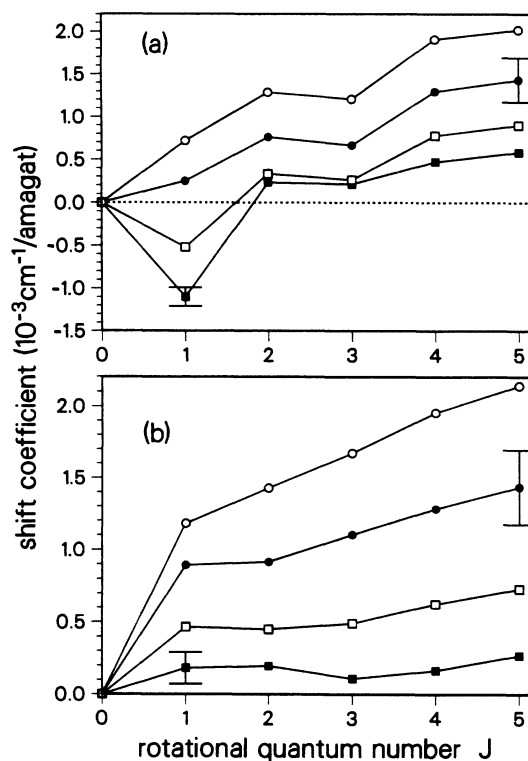 (a)
2.0
1.5
1.0
0.5
0.0
-0.5
-1.0
-1.5
0 1 2 3 4 5
shift coefficient (10⁻³cm⁻¹/amagat)
(b)
2.0
1.5
1.0
0.5
0.0
0 1 2 3 4 5
rotational quantum number J